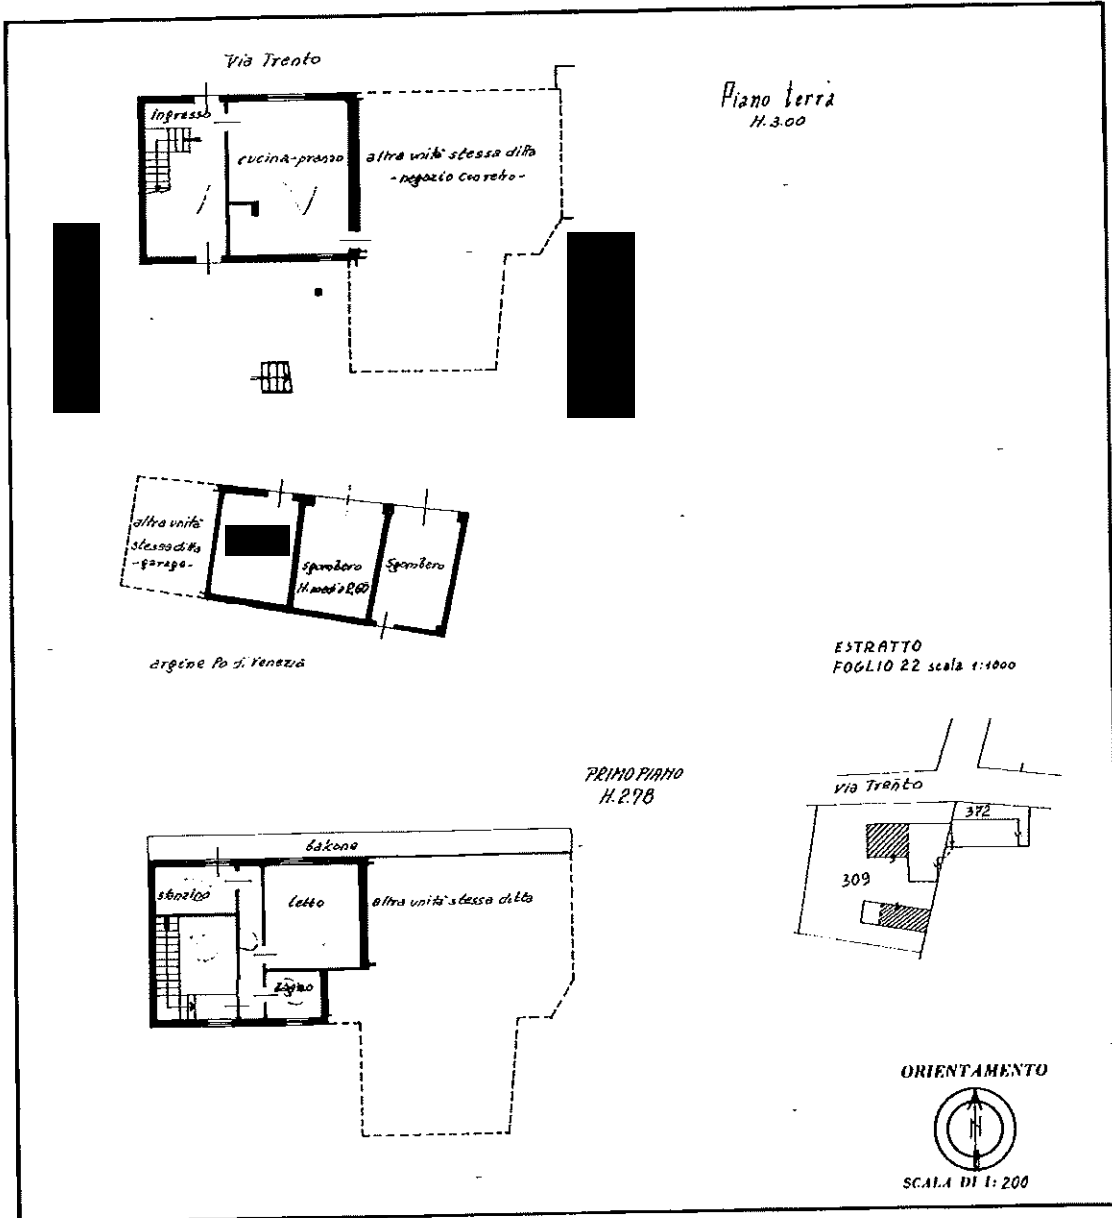 Via Trento
Piano terra
H. 3.00
ingresso
cucina-pranzo
altra unità stessa ditta
-negozio con retro-
altra unità
stessa ditta
-garage-
sgombero
H. media 2,60
Sgombero
argine Po di Venezia
ESTRATTO
FOGLIO 22 scala 1:1000
PRIMO PIANO
H. 2.78
via Trento
372
309
balcone
stanzino
letto
altra unità stessa ditta
bagno
ORIENTAMENTO
N
SCALA DI 1: 200